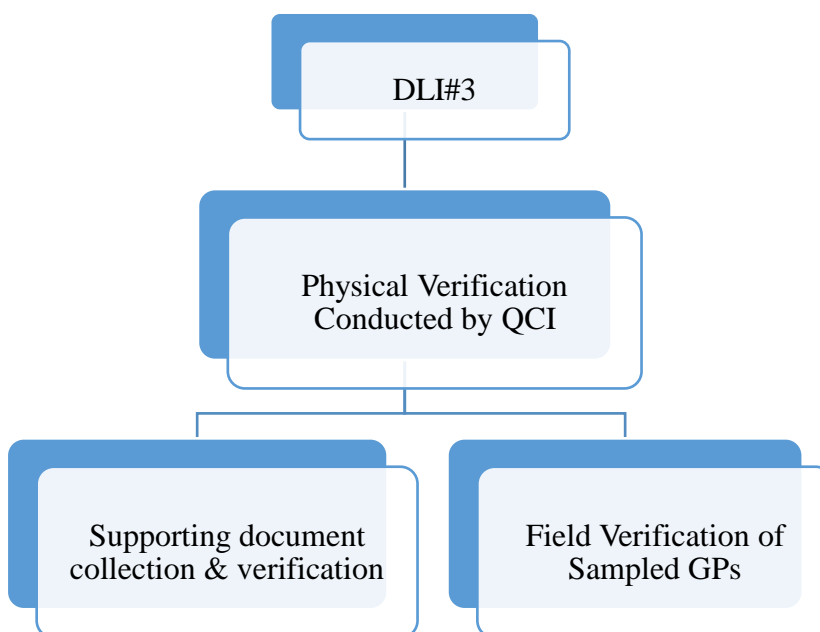 DLI#3
Physical Verification
Conducted by QCI
Supporting document
collection & verification
Field Verification of
Sampled GPs